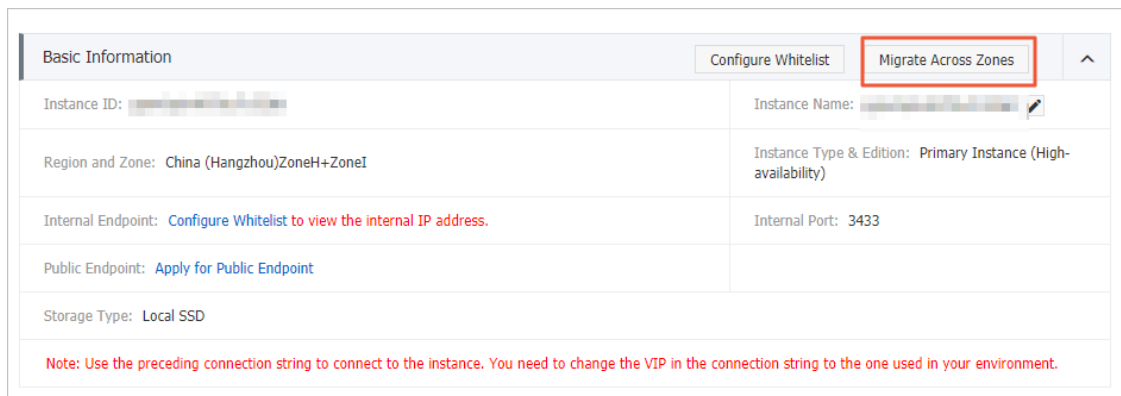 Basic Information
Configure Whitelist
Migrate Across Zones
Instance ID:
Instance Name:
Region and Zone: China (Hangzhou)ZoneH+ZoneI
Instance Type & Edition: Primary Instance (High-
availability)
Internal Endpoint: Configure Whitelist to view the internal IP address.
Internal Port: 3433
Public Endpoint: Apply for Public Endpoint
Storage Type: Local SSD
Note: Use the preceding connection string to connect to the instance. You need to change the VIP in the connection string to the one used in your environment.